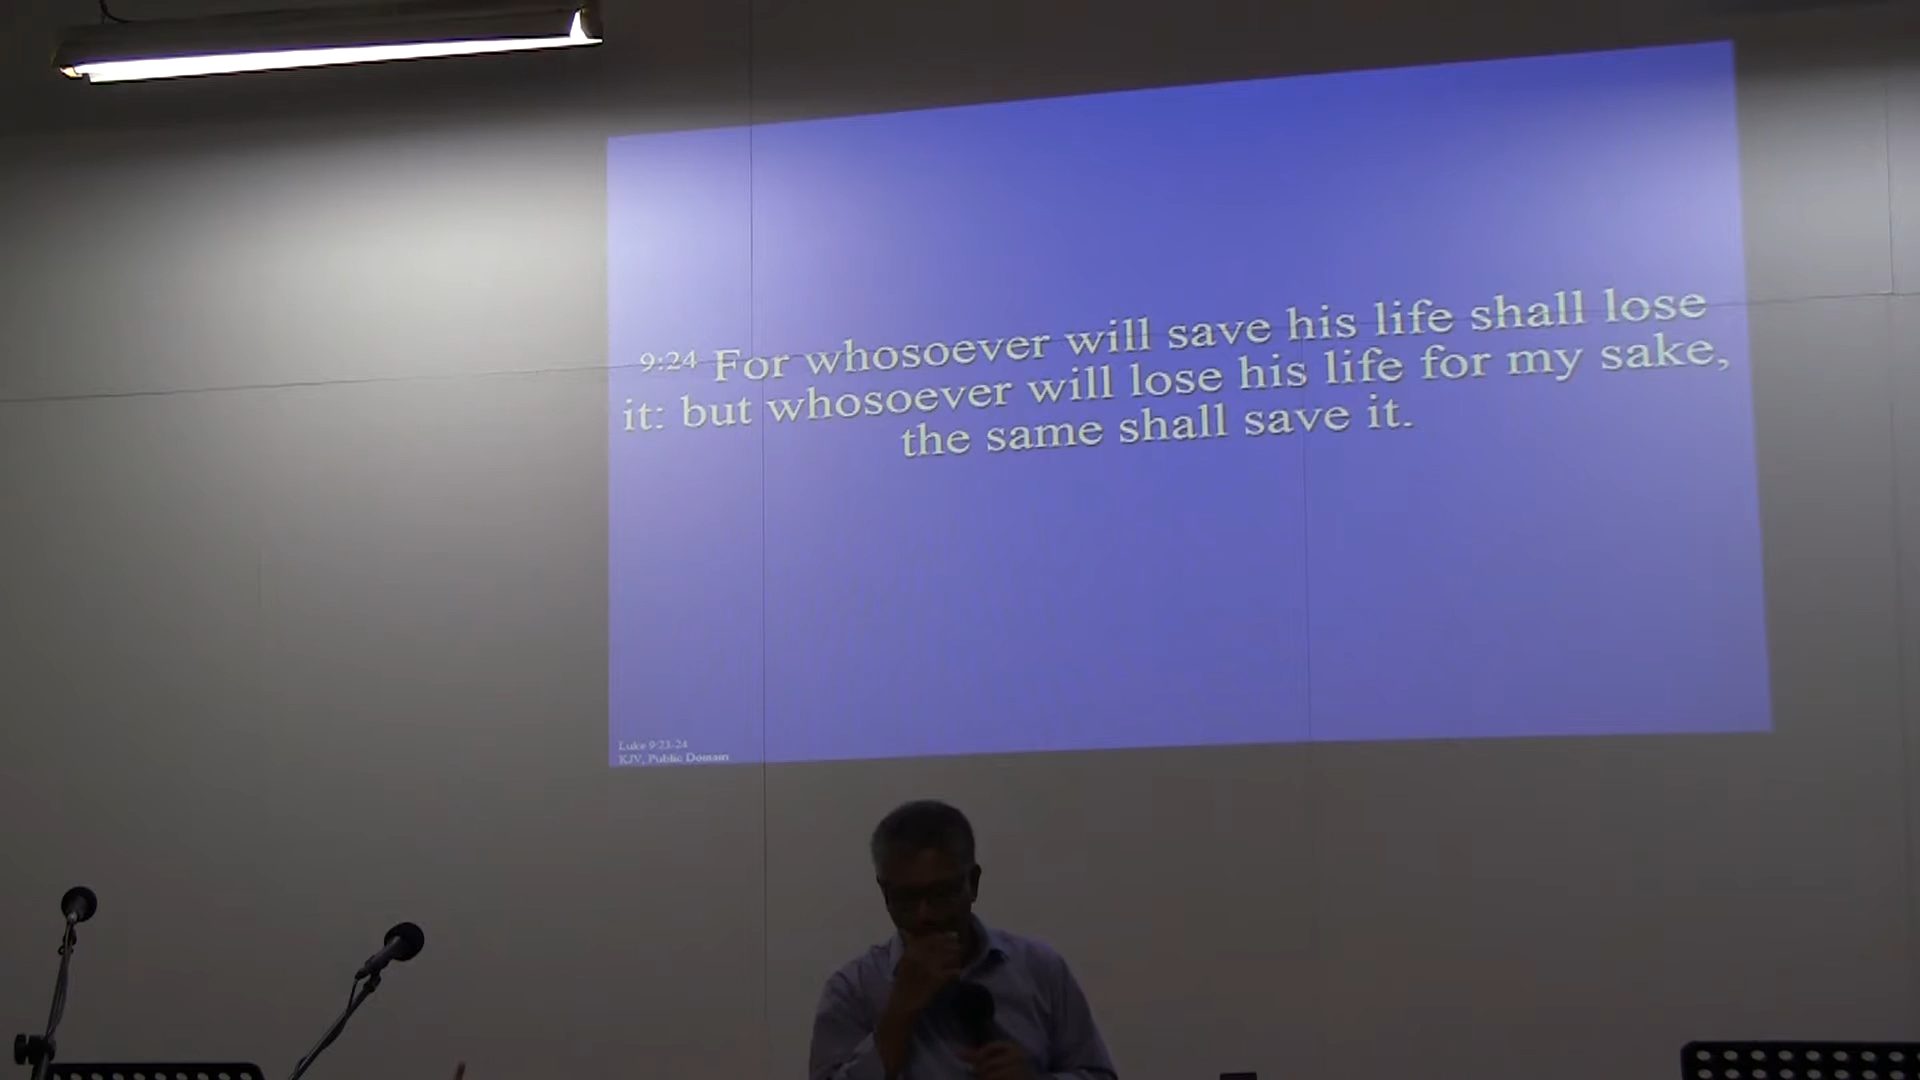 9:24 For whosoever will save his life shall lose
it: but whosoever will lose his life for my sake,
the same shall save it.
Luke 9:23-24
KJV, Public Domain